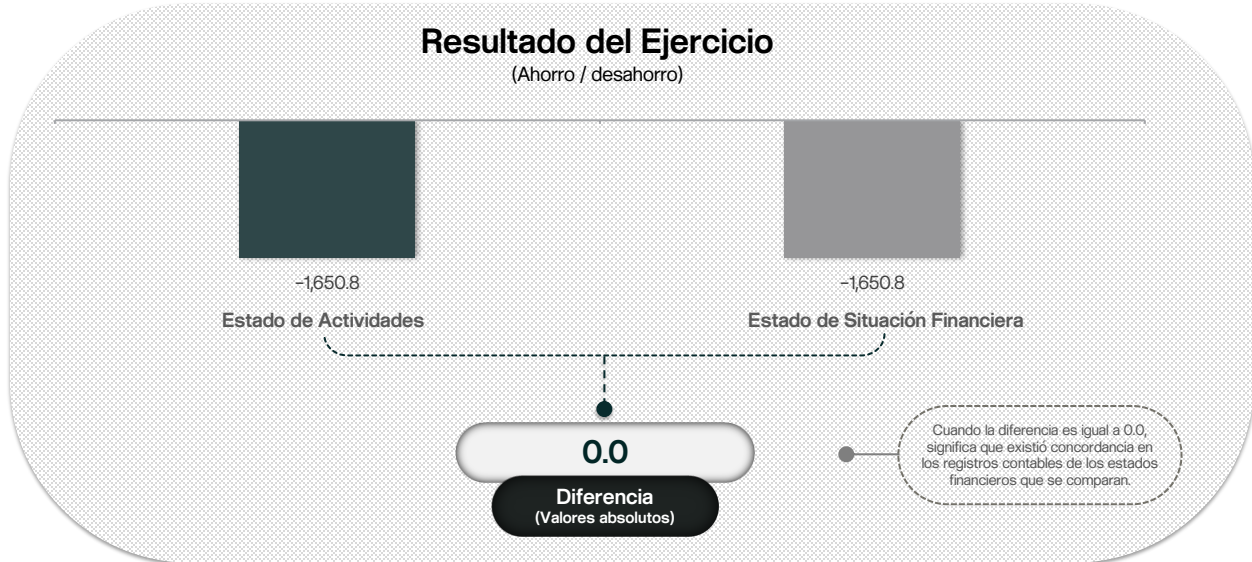 Resultado del Ejercicio
(Ahorro / desahorro)
-1,650.8
-1,650.8
Estado de Actividades
Estado de Situación Financiera
0.0
Diferencia
(Valores absolutos)
Cuando la diferencia es igual a 0.0,
significa que existió concordancia en
los registros contables de los estados
financieros que se comparan.